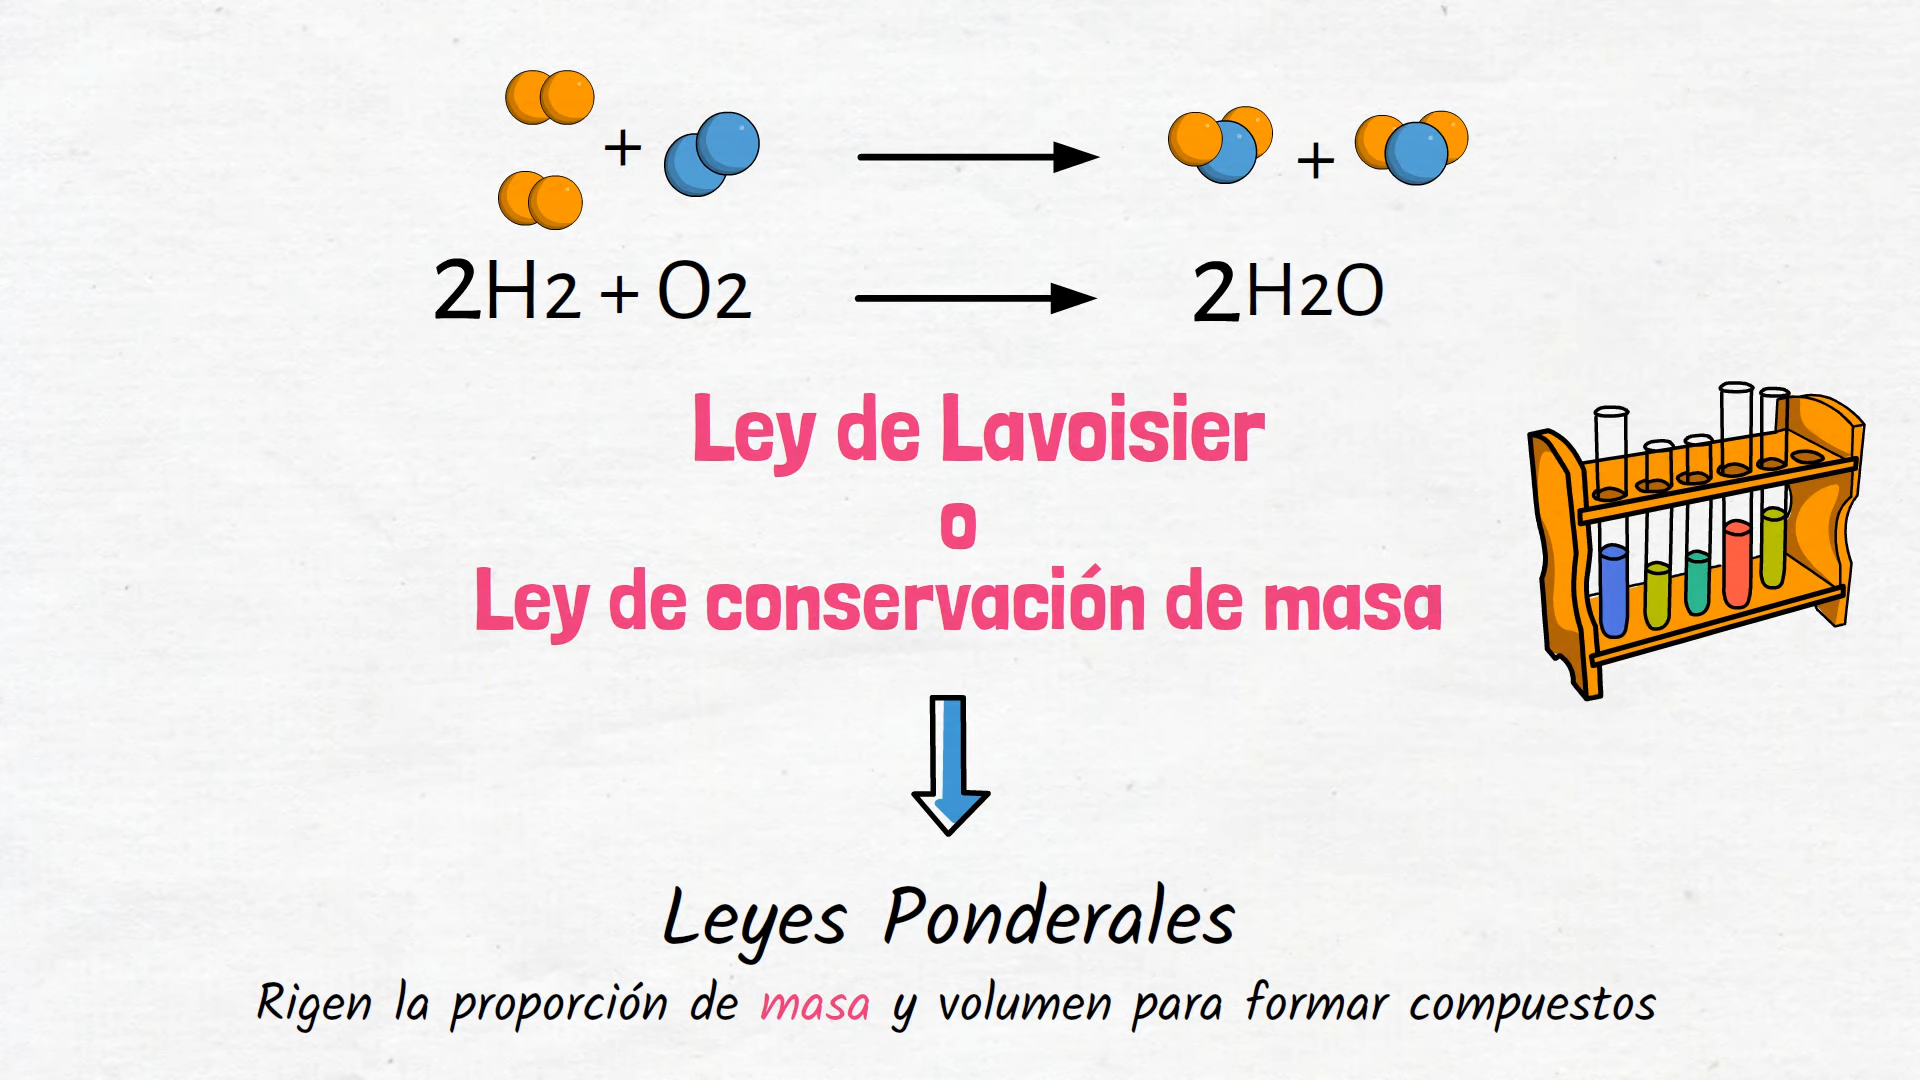 + +
2H2 + O2 2H2O
Ley de Lavoisier
o
Ley de conservación de masa
Leyes Ponderales
Rigen la proporción de masa y volumen para formar compuestos